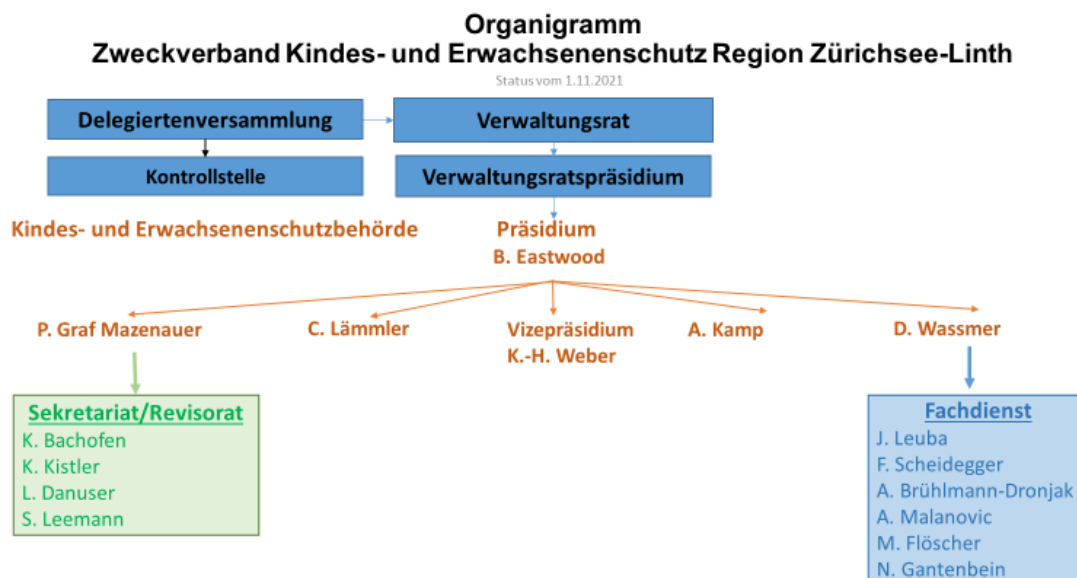 Organigramm
Zweckverband Kindes- und Erwachsenenschutz Region Zürichsee-Linth
Status vom 1.11.2021
Delegiertenversammlung
Verwaltungsrat
Kontrollstelle
Verwaltungsratspräsidium
Kindes- und Erwachsenenschutzbehörde
Präsidium
B. Eastwood
P. Graf Mazenauer
C. Lämmler
Vizepräsidium
K.-H. Weber
A. Kamp
D. Wassmer
Sekretariat/Revisorat
K. Bachofen
K. Kistler
L. Danuser
S. Leemann
Fachdienst
J. Leuba
F. Scheidegger
A. Brühlmann-Dronjak
A. Malanovic
M. Flöscher
N. Gantenbein